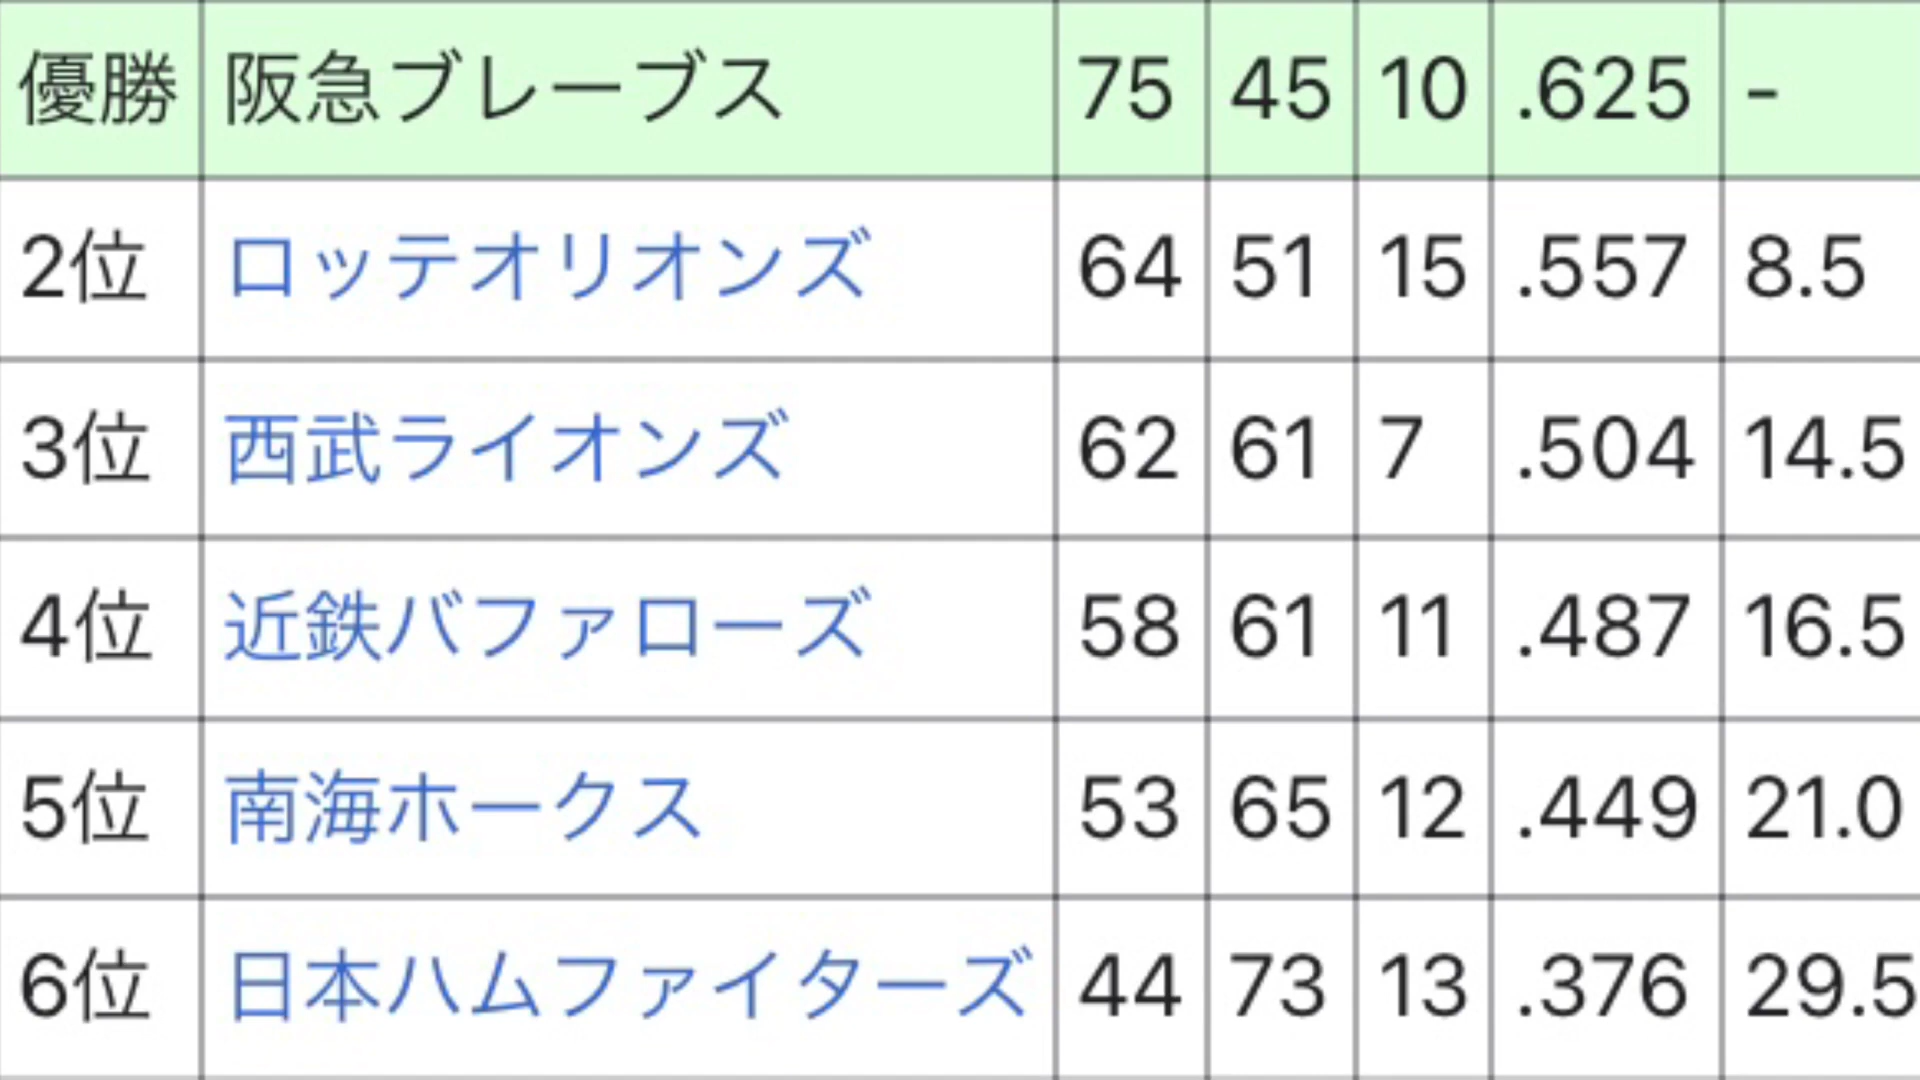 優勝 阪急ブレーブス 75 45 10 .625 -
2位 ロッテオリオンズ 64 51 15 .557 8.5
3位 西武ライオンズ 62 61 7 .504 14.5
4位 近鉄バファローズ 58 61 11 .487 16.5
5位 南海ホークス 53 65 12 .449 21.0
6位 日本ハムファイターズ 44 73 13 .376 29.5